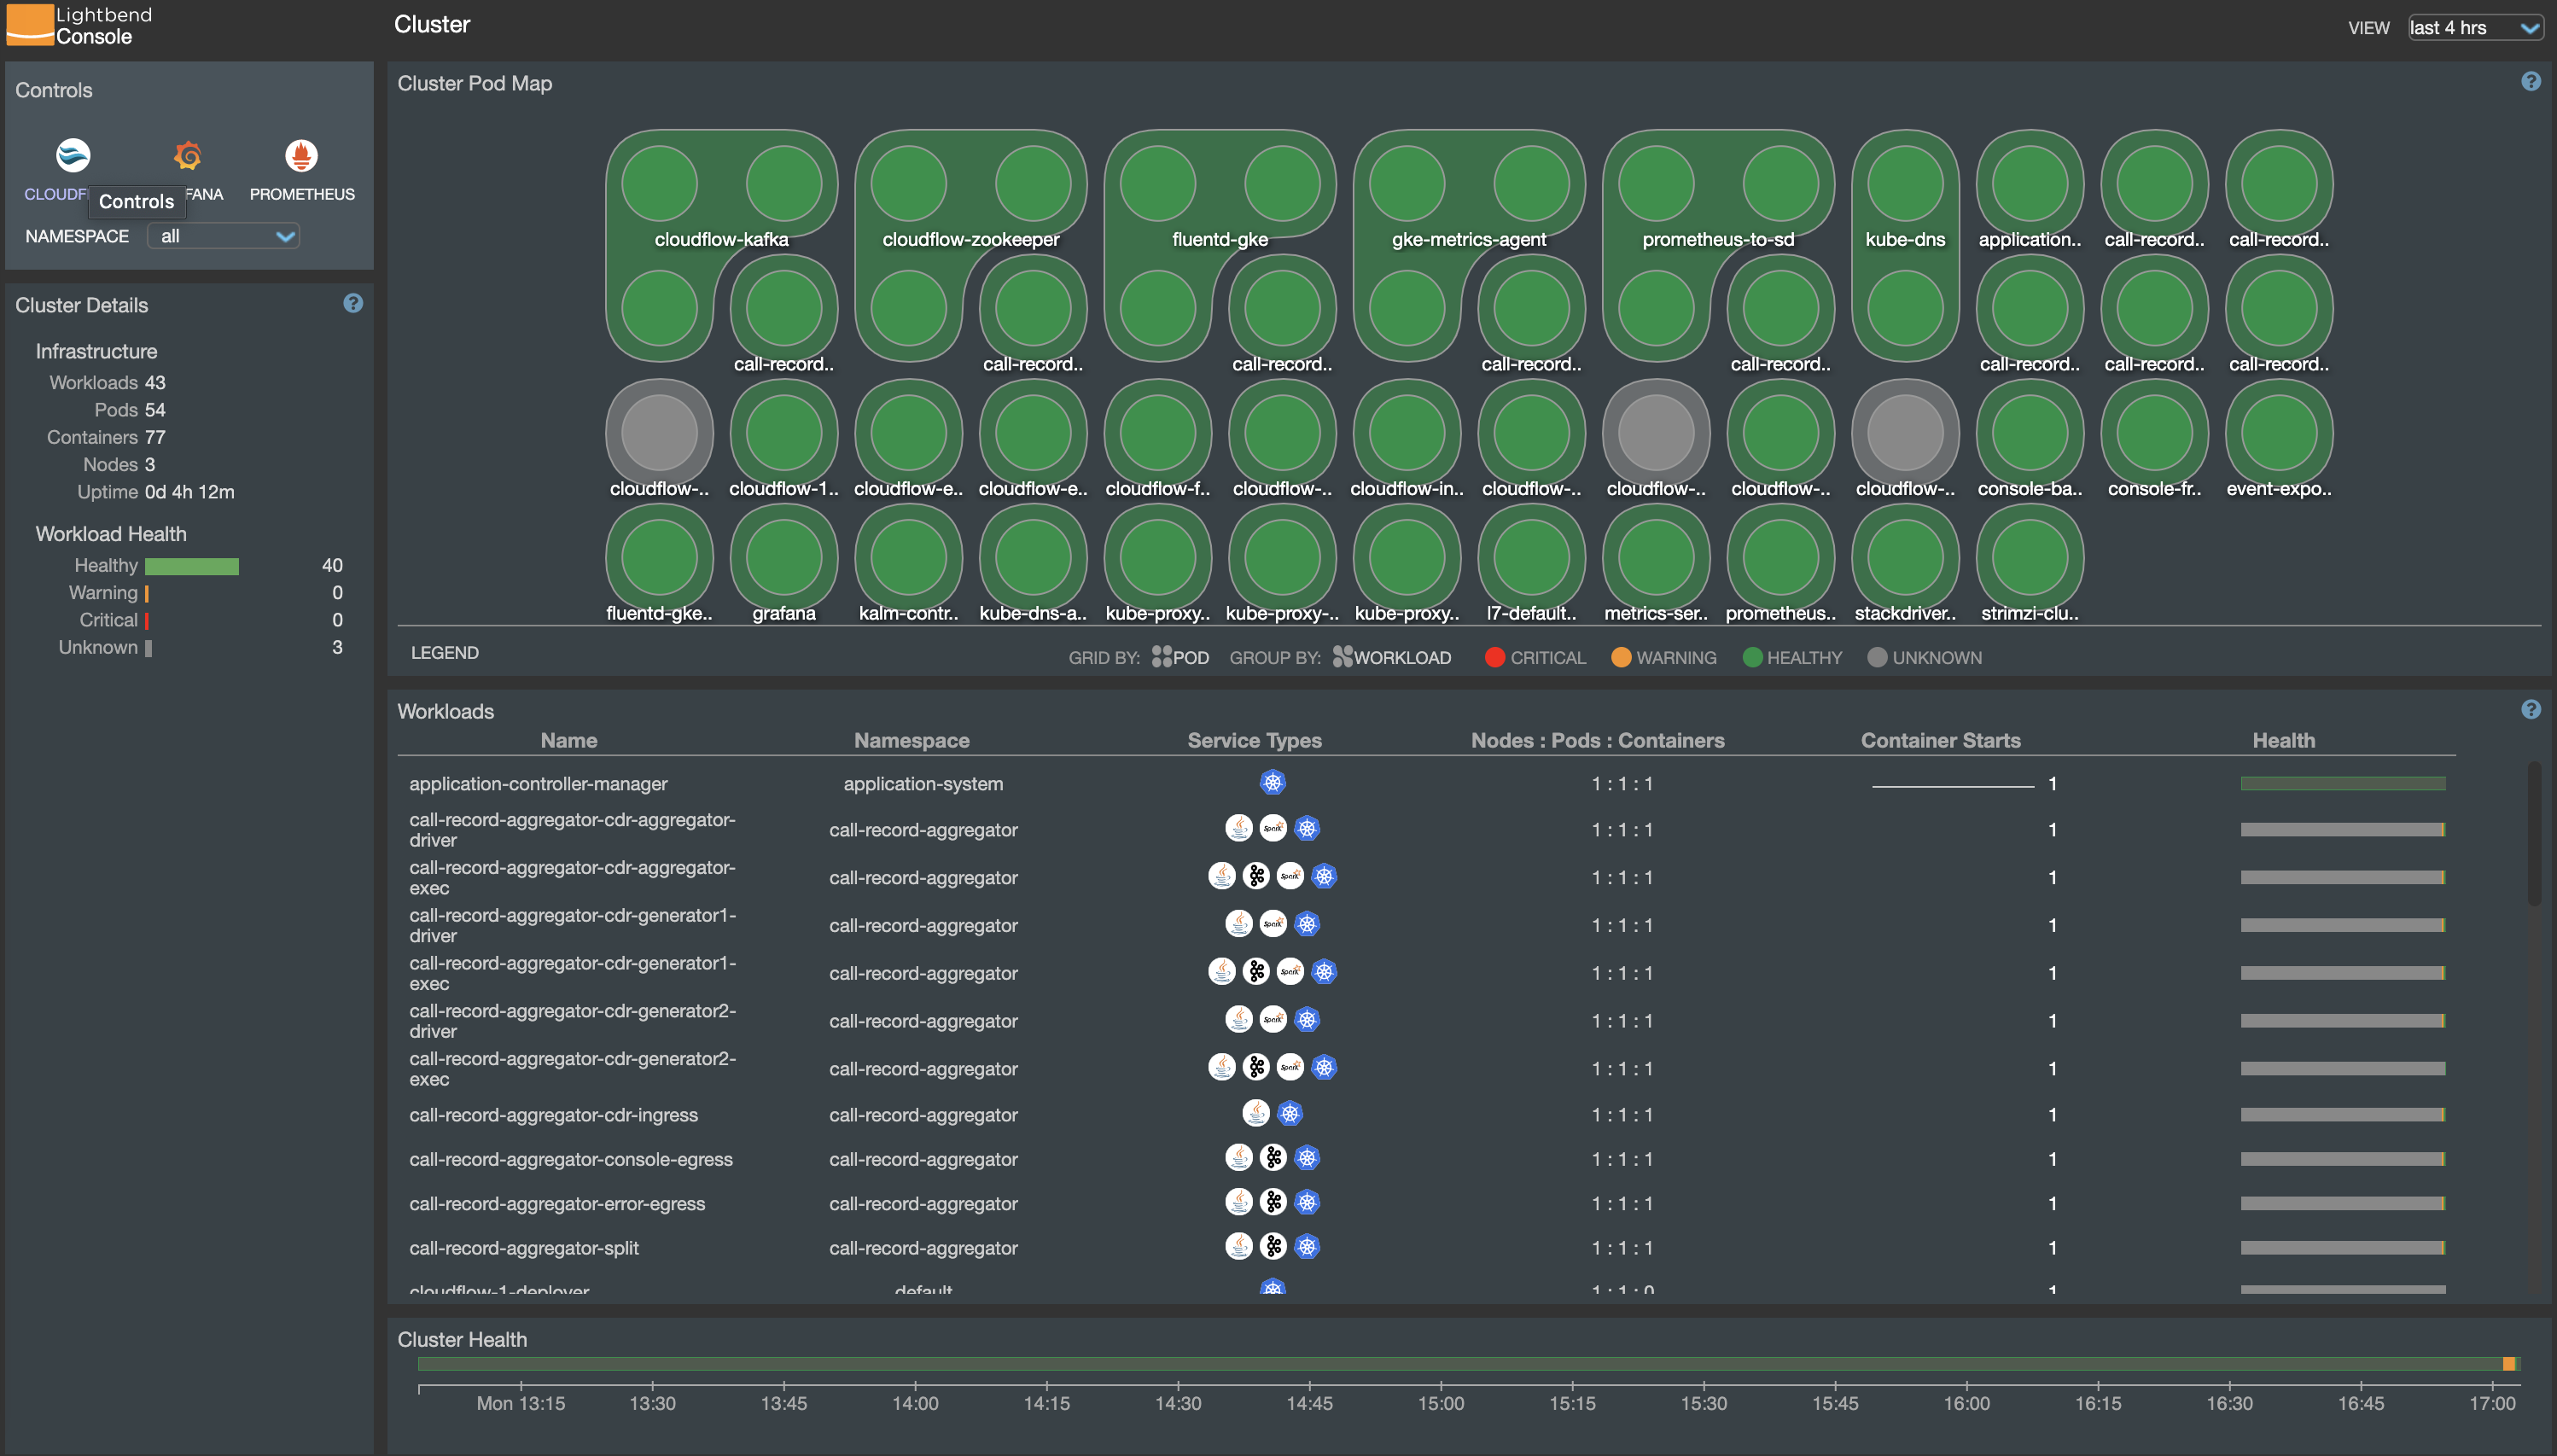 Lightbend
Console
Cluster
VIEW last 4 hrs
Controls
CLOUDF
FANA
PROMETHEUS
Controls
NAMESPACE all
Cluster Details
Infrastructure
Workloads 43
Pods 54
Containers 77
Nodes 3
Uptime 0d 4h 12m
Workload Health
Healthy 40
Warning 0
Critical 0
Unknown 3
Cluster Pod Map
cloudflow-kafka cloudflow-zookeeper fluentd-gke gke-metrics-agent prometheus-to-sd kube-dns application.. call-record.. call-record..
call-record.. call-record.. call-record.. call-record.. call-record.. call-record.. call-record.. call-record..
cloudflow-.. cloudflow-1.. cloudflow-e.. cloudflow-e.. cloudflow-f.. cloudflow-.. cloudflow-in.. cloudflow-.. cloudflow-.. cloudflow-.. cloudflow-.. console-ba.. console-fr.. event-expo..
fluentd-gke.. grafana kalm-contr.. kube-dns-a.. kube-proxy.. kube-proxy-.. kube-proxy.. l7-default.. metrics-ser.. prometheus.. stackdriver.. strimzi-clu..
LEGEND GRID BY: POD GROUP BY: WORKLOAD CRITICAL WARNING HEALTHY UNKNOWN
Workloads
Name Namespace Service Types Nodes : Pods : Containers Container Starts Health
application-controller-manager application-system 1 : 1 : 1 1
call-record-aggregator-cdr-aggregator-
driver call-record-aggregator Spark 1 : 1 : 1 1
call-record-aggregator-cdr-aggregator-
exec call-record-aggregator Spark 1 : 1 : 1 1
call-record-aggregator-cdr-generator1-
driver call-record-aggregator Spark 1 : 1 : 1 1
call-record-aggregator-cdr-generator1-
exec call-record-aggregator Spark 1 : 1 : 1 1
call-record-aggregator-cdr-generator2-
driver call-record-aggregator Spark 1 : 1 : 1 1
call-record-aggregator-cdr-generator2-
exec call-record-aggregator Spark 1 : 1 : 1 1
call-record-aggregator-cdr-ingress call-record-aggregator 1 : 1 : 1 1
call-record-aggregator-console-egress call-record-aggregator 1 : 1 : 1 1
call-record-aggregator-error-egress call-record-aggregator 1 : 1 : 1 1
call-record-aggregator-split call-record-aggregator 1 : 1 : 1 1
cloudflow-1-deployer default 1 : 1 : 0 1
Cluster Health
Mon 13:15 13:30 13:45 14:00 14:15 14:30 14:45 15:00 15:15 15:30 15:45 16:00 16:15 16:30 16:45 17:00